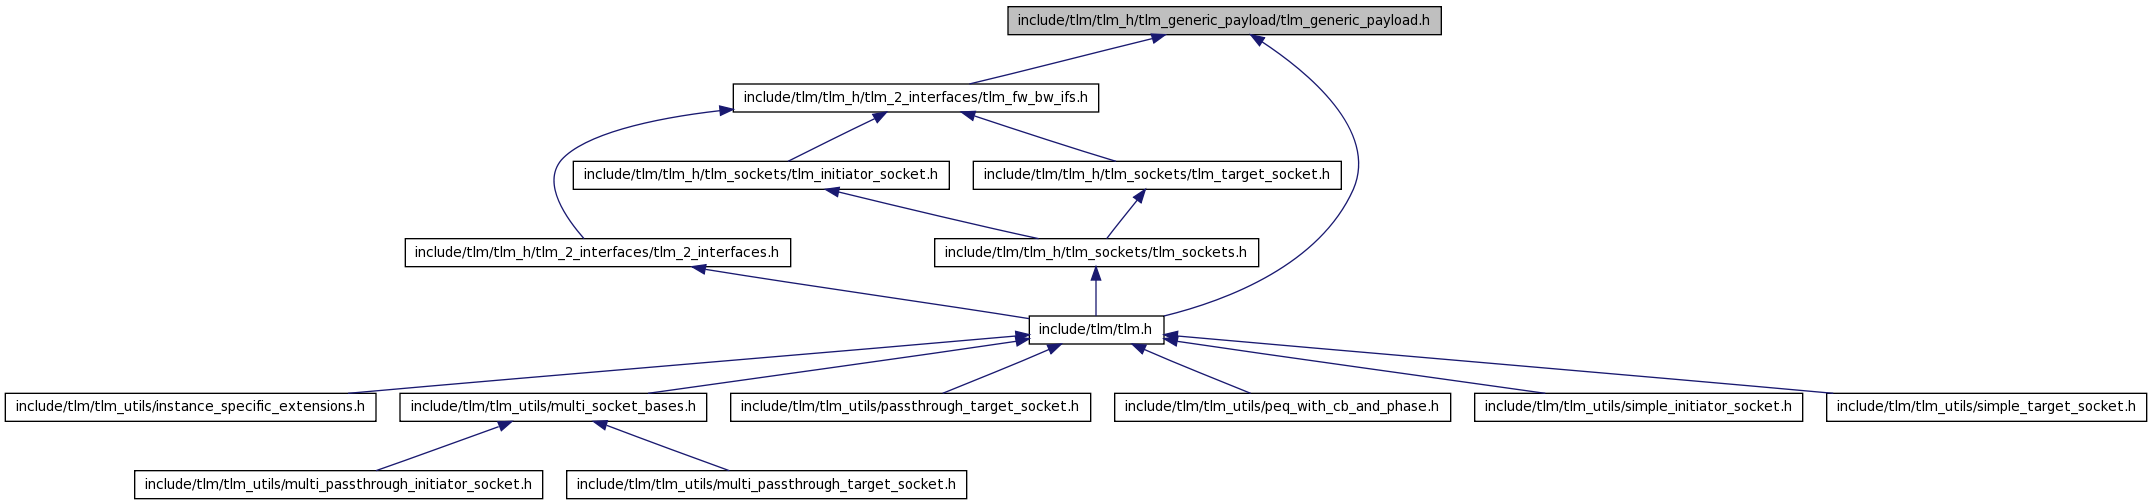 include/tlm/tlm_h/tlm_generic_payload/tlm_generic_payload.h
include/tlm/tlm_h/tlm_2_interfaces/tlm_fw_bw_ifs.h
include/tlm/tlm_h/tlm_sockets/tlm_initiator_socket.h
include/tlm/tlm_h/tlm_sockets/tlm_target_socket.h
include/tlm/tlm_h/tlm_2_interfaces/tlm_2_interfaces.h
include/tlm/tlm_h/tlm_sockets/tlm_sockets.h
include/tlm/tlm.h
include/tlm/tlm_utils/instance_specific_extensions.h
include/tlm/tlm_utils/multi_socket_bases.h
include/tlm/tlm_utils/passthrough_target_socket.h
include/tlm/tlm_utils/peq_with_cb_and_phase.h
include/tlm/tlm_utils/simple_initiator_socket.h
include/tlm/tlm_utils/simple_target_socket.h
include/tlm/tlm_utils/multi_passthrough_initiator_socket.h
include/tlm/tlm_utils/multi_passthrough_target_socket.h